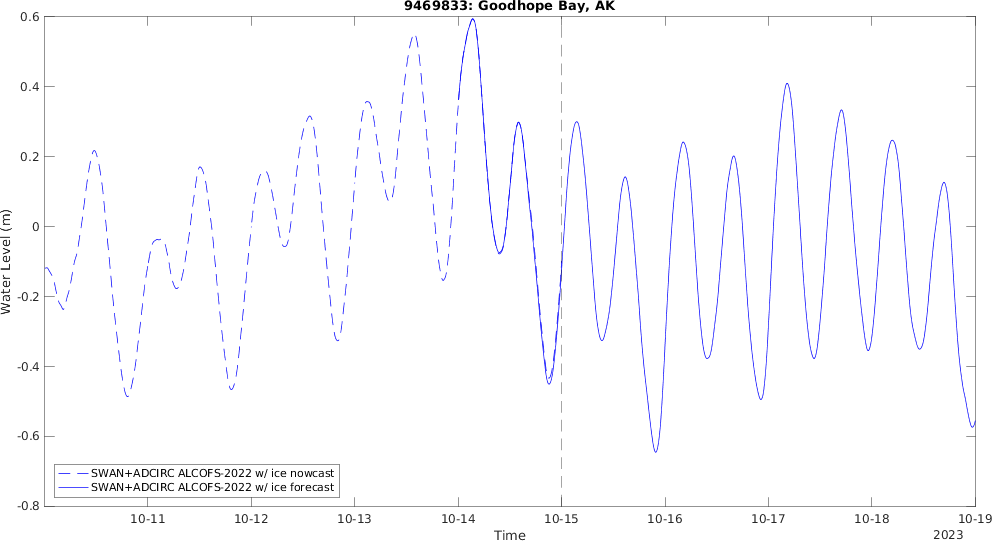 9469833: Goodhope Bay, AK
0.6
0.4
0.2
0
-0.2
-0.4
-0.6
-0.8
Water Level (m)
SWAN+ADCIRC ALCOFS-2022 w/ ice nowcast
SWAN+ADCIRC ALCOFS-2022 w/ ice forecast
10-11 10-12 10-13 10-14 10-15 10-16 10-17 10-18 10-19
Time
2023